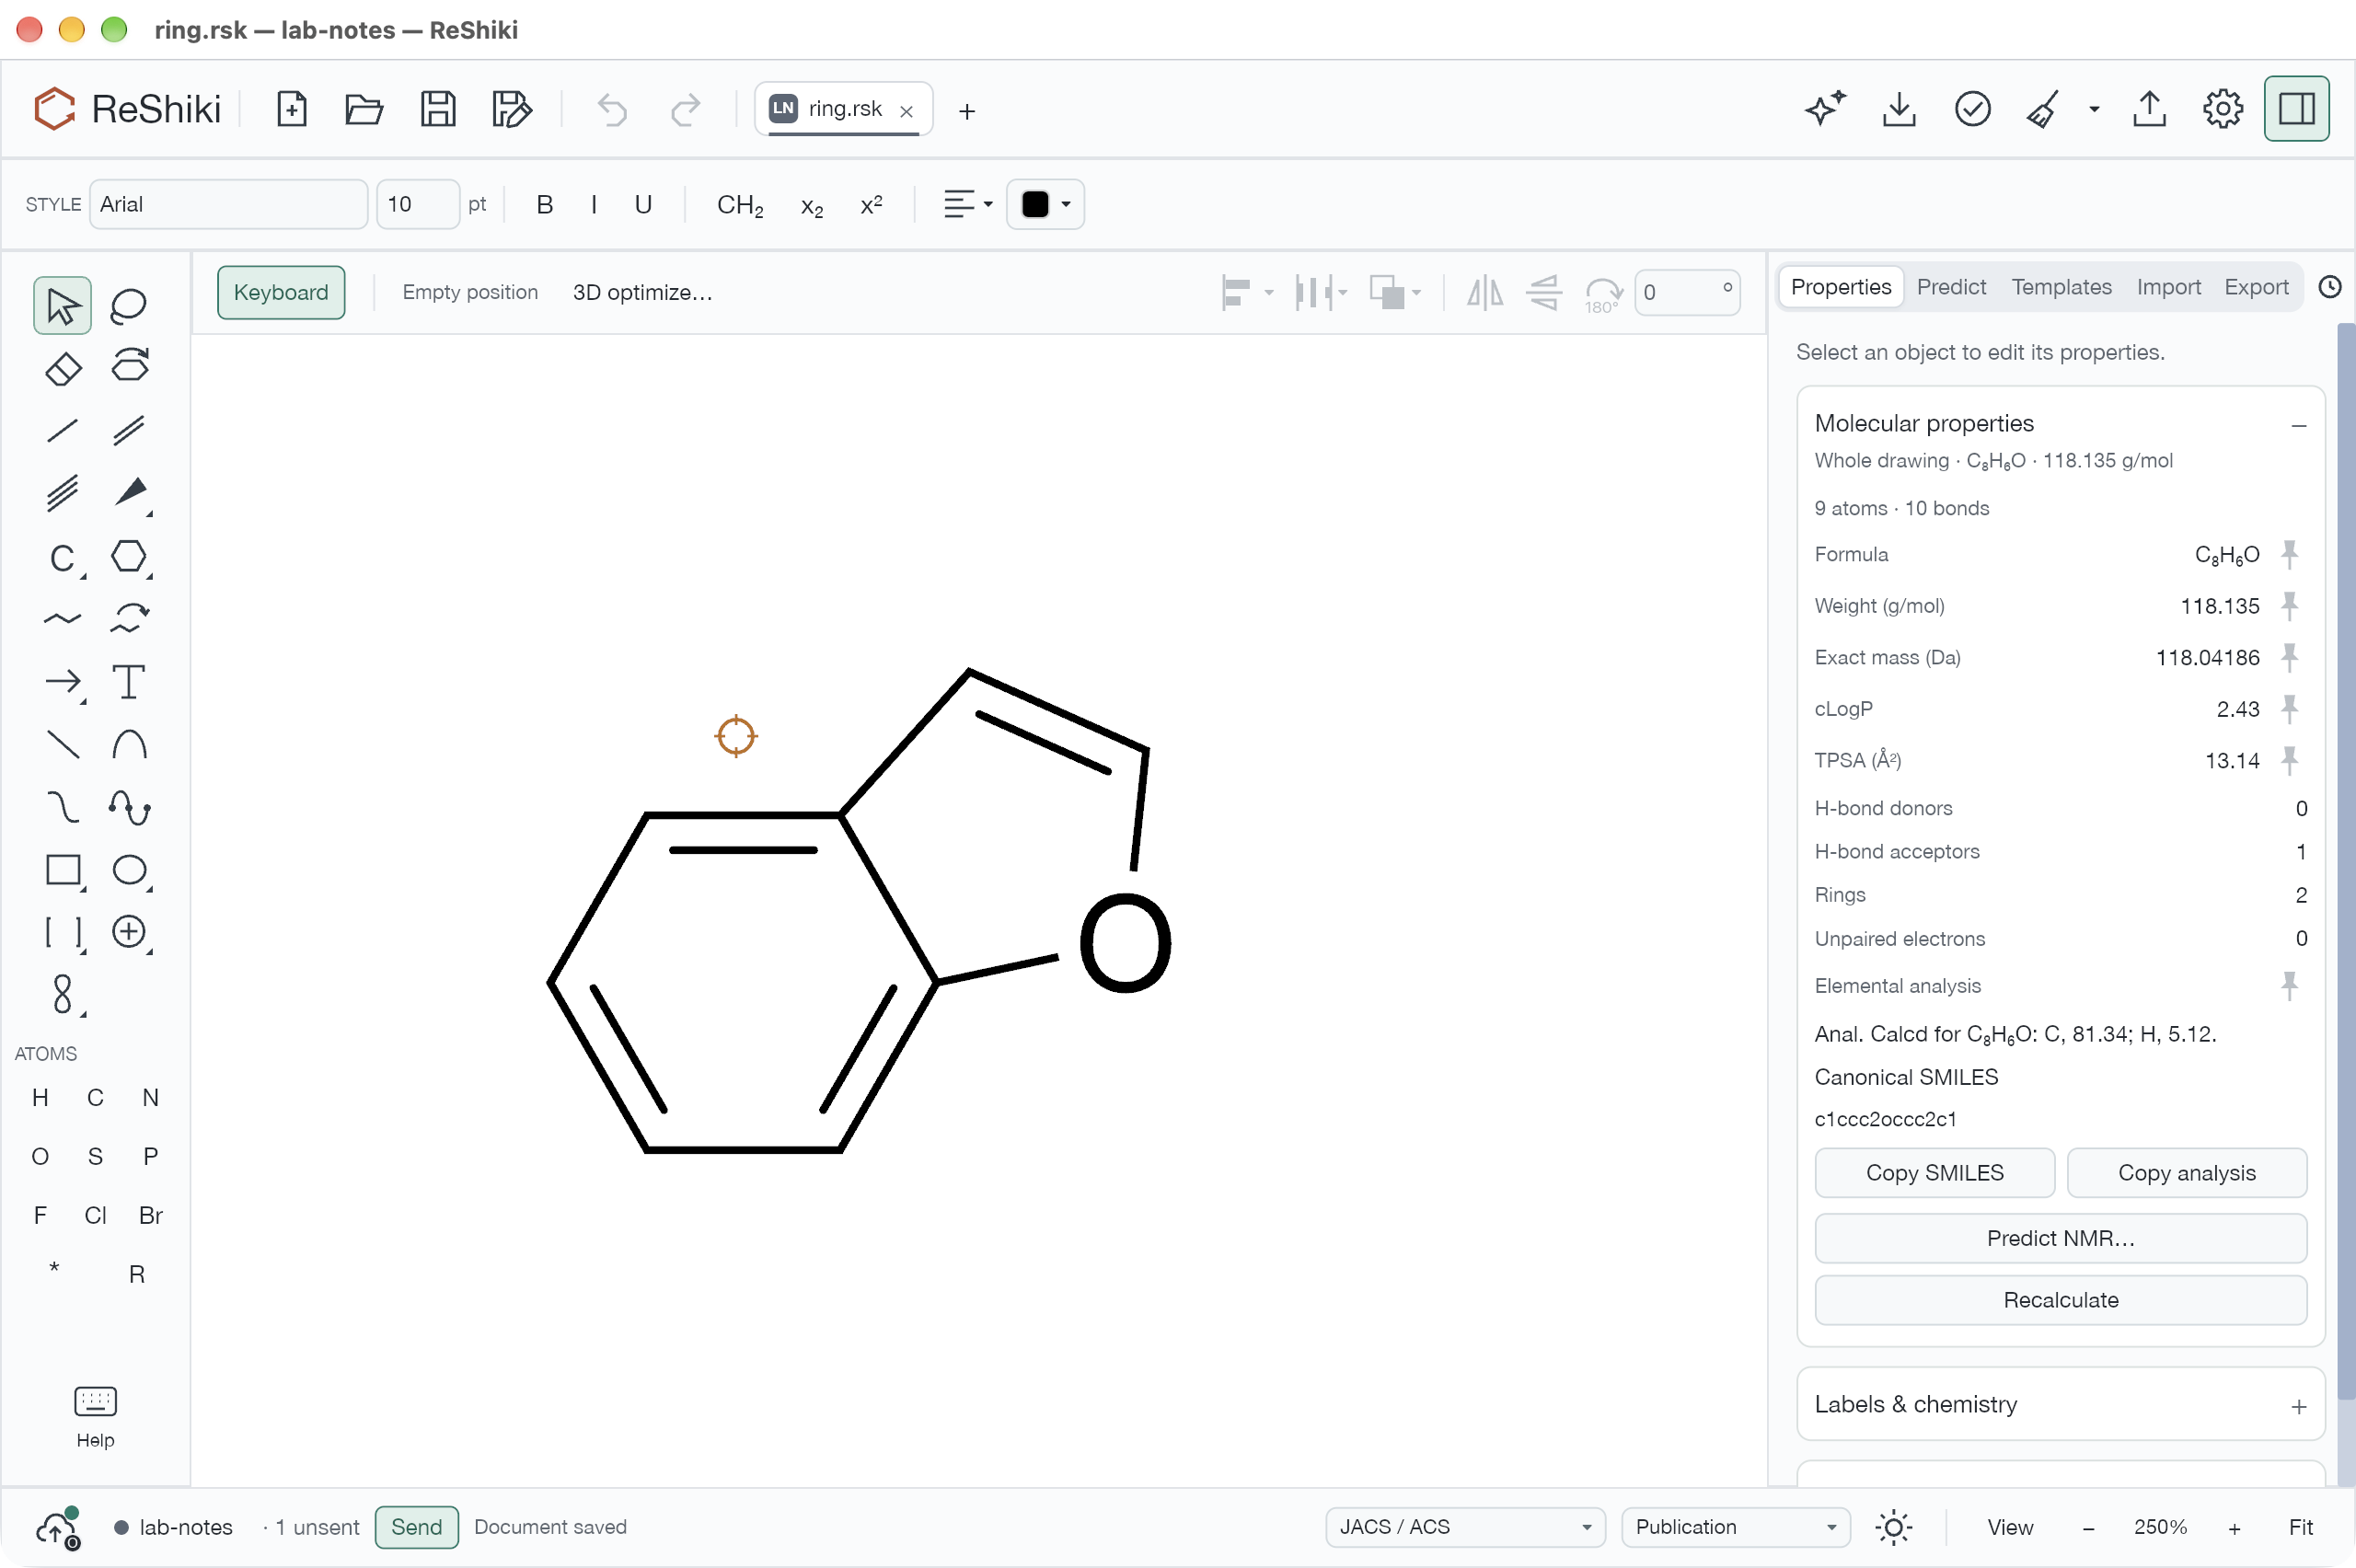 ring.rsk — lab-notes — ReShiki
ReShiki
LN ring.rsk × +
STYLE Arial 10 pt B I U CH₂ x₂ x²
Keyboard Empty position 3D optimize... 180° 0 °
Properties Predict Templates Import Export
Select an object to edit its properties.
Molecular properties −
Whole drawing · C₈H₆O · 118.135 g/mol
9 atoms · 10 bonds
Formula C₈H₆O
Weight (g/mol) 118.135
Exact mass (Da) 118.04186
cLogP 2.43
TPSA (Å²) 13.14
H-bond donors 0
H-bond acceptors 1
Rings 2
Unpaired electrons 0
Elemental analysis
Anal. Calcd for C₈H₆O: C, 81.34; H, 5.12.
Canonical SMILES
c1ccc2occc2c1
Copy SMILES Copy analysis
Predict NMR...
Recalculate
Labels & chemistry +
C
T
[ ]
ATOMS
H C N
O S P
F Cl Br
* R
Help
O
lab-notes · 1 unsent Send Document saved
JACS / ACS Publication View − 250% + Fit